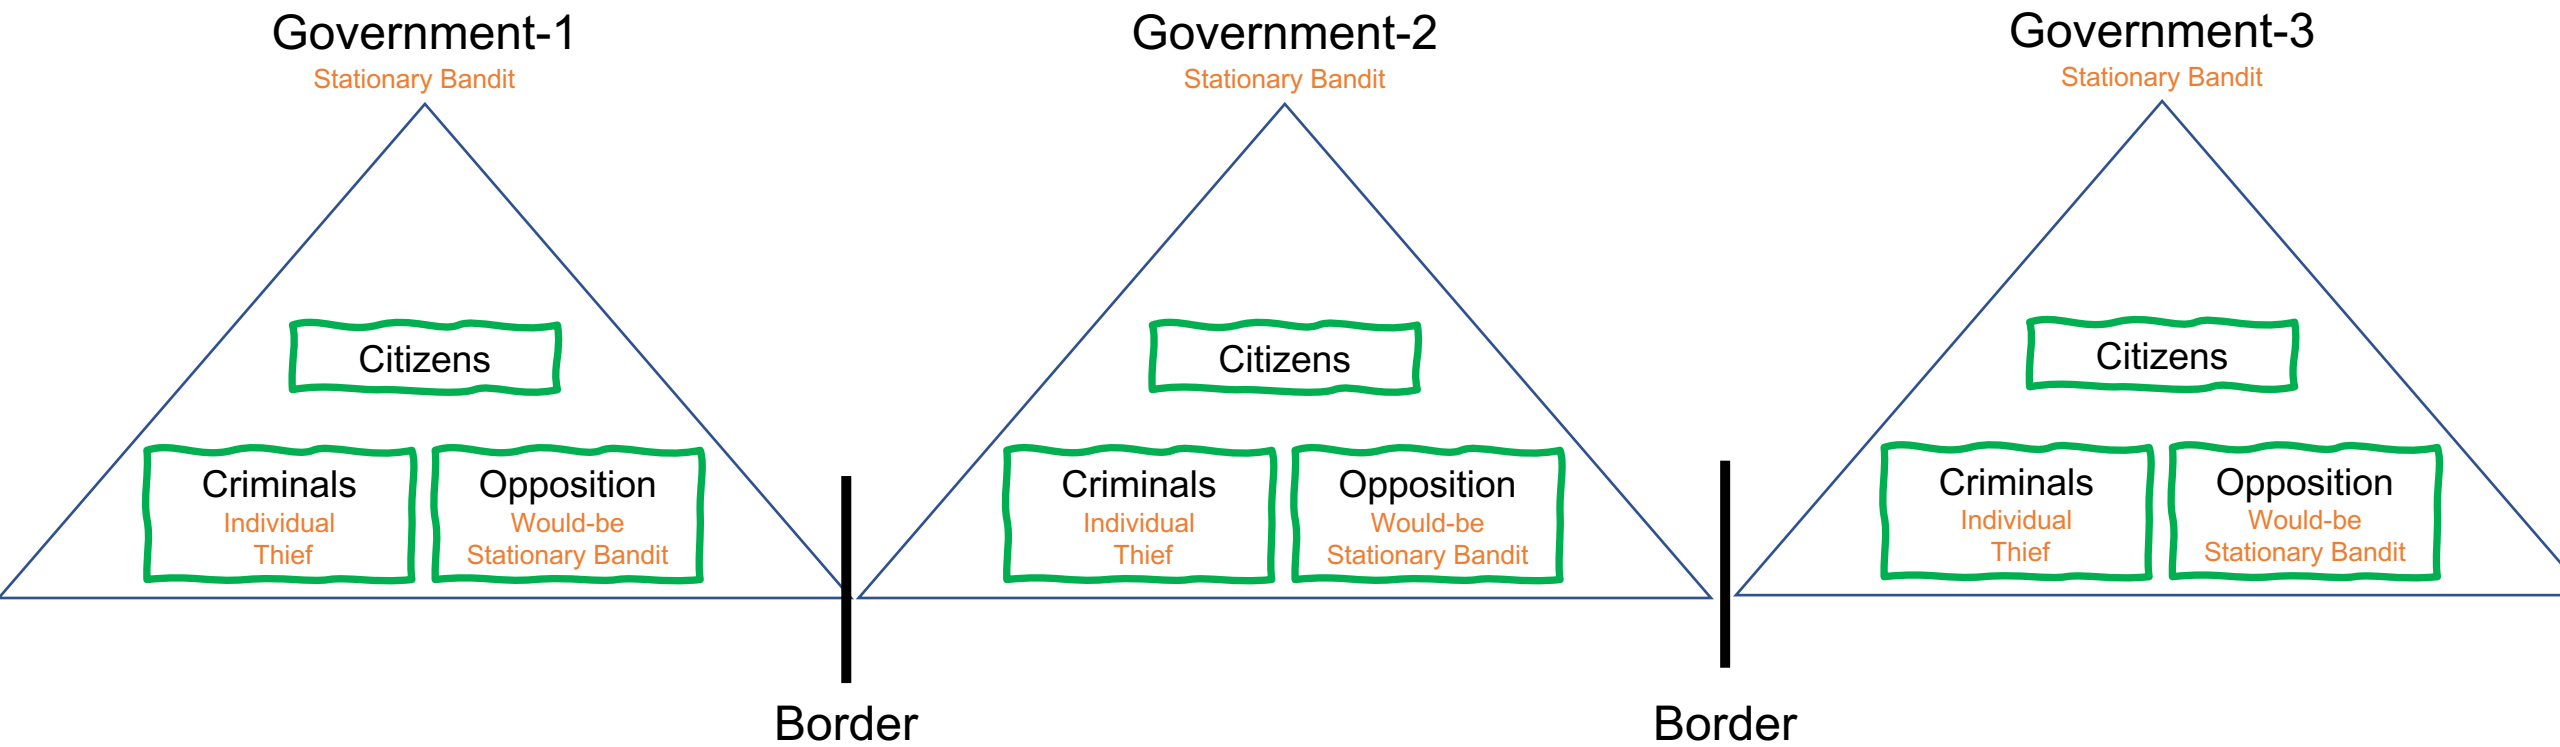 Government-1
Stationary Bandit
Citizens
Criminals
Individual
Thief
Opposition
Would-be
Stationary Bandit
Border
Government-2
Stationary Bandit
Citizens
Criminals
Individual
Thief
Opposition
Would-be
Stationary Bandit
Border
Government-3
Stationary Bandit
Citizens
Criminals
Individual
Thief
Opposition
Would-be
Stationary Bandit